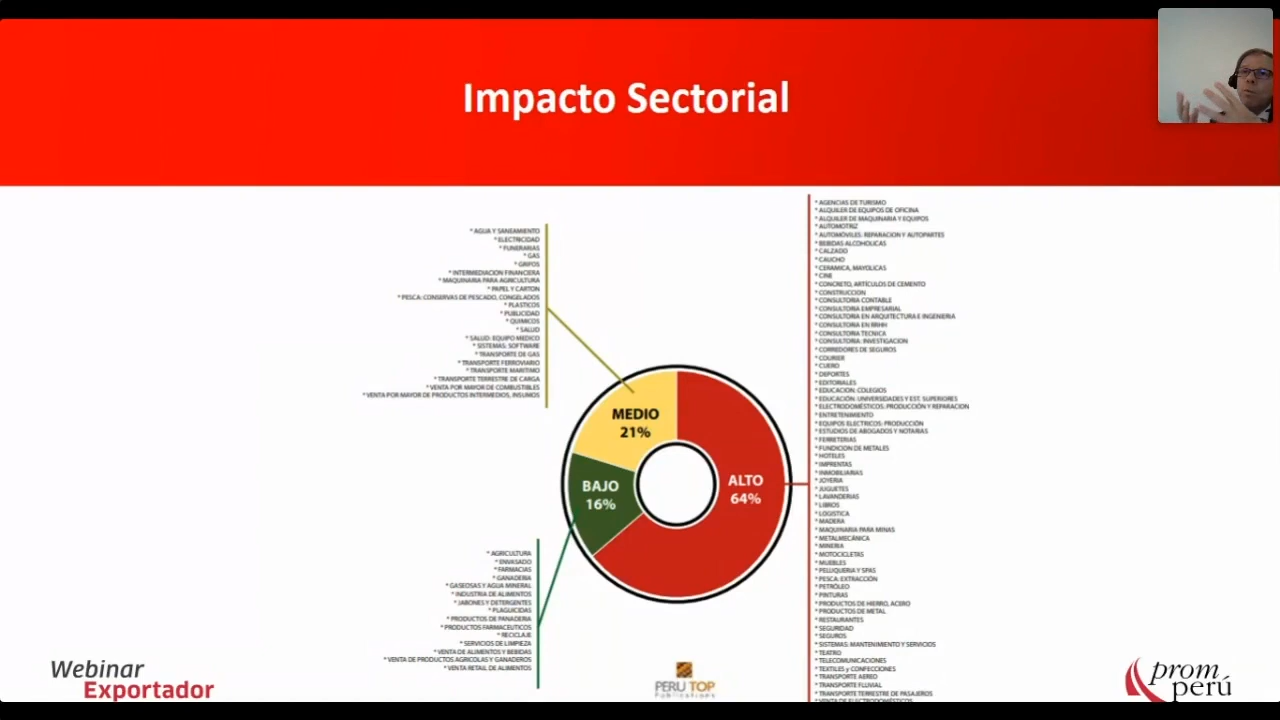 Impacto Sectorial
* AGUA Y SANEAMIENTO
* ELECTRICIDAD
* FUNERARIAS
* GAS
* GRIFOS
* INTERMEDIACION FINANCIERA
* MAQUINARIA PARA AGRICULTURA
* PAPEL Y CARTON
* PESCA: CONSERVAS DE PESCADO, CONGELADOS
* PLASTICOS
* PUBLICIDAD
* QUIMICOS
* SALUD
* SALUD: EQUIPO MEDICO
* SISTEMAS: SOFTWARE
* TRANSPORTE DE GAS
* TRANSPORTE FERROVIARIO
* TRANSPORTE MARITIMO
* TRANSPORTE TERRESTRE DE CARGA
* VENTA POR MAYOR DE COMBUSTIBLES
* VENTA POR MAYOR DE PRODUCTOS INTERMEDIOS, INSUMOS
MEDIO
21%
BAJO
16%
ALTO
64%
* AGRICULTURA
* ENVASADO
* FARMACIAS
* GANADERIA
* GASEOSAS Y AGUA MINERAL
* INDUSTRIA DE ALIMENTOS
* JABONES Y DETERGENTES
* PLAGUICIDAS
* PRODUCTOS DE PANADERIA
* PRODUCTOS FARMACEUTICOS
* RECICLAJE
* SERVICIOS DE LIMPIEZA
* VENTA DE ALIMENTOS Y BEBIDAS
* VENTA DE PRODUCTOS AGRICOLAS Y GANADEROS
* VENTA RETAIL DE ALIMENTOS
* AGENCIAS DE TURISMO
* ALQUILER DE EQUIPOS DE OFICINA
* ALQUILER DE MAQUINARIA Y EQUIPOS
* AUTOMOTRIZ
* AUTOMÓVILES: REPARACION Y AUTOPARTES
* BEBIDAS ALCOHOLICAS
* CALZADO
* CAUCHO
* CERAMICA, MAYOLICAS
* CINE
* CONCRETO, ARTÍCULOS DE CEMENTO
* CONSTRUCCION
* CONSULTORIA CONTABLE
* CONSULTORIA EMPRESARIAL
* CONSULTORIA EN ARQUITECTURA E INGENIERIA
* CONSULTORIA EN RRHH
* CONSULTORIA TECNICA
* CONSULTORIA: INVESTIGACION
* CORREDORES DE SEGUROS
* COURIER
* CUERO
* DEPORTES
* EDITORIALES
* EDUCACION: COLEGIOS
* EDUCACIÓN: UNIVERSIDADES Y EST. SUPERIORES
* ELECTRODOMÉSTICOS: PRODUCCIÓN Y REPARACION
* ENTRETENIMIENTO
* EQUIPOS ELECTRICOS: PRODUCCIÓN
* ESTUDIOS DE ABOGADOS Y NOTARIAS
* FERRETERIAS
* FUNDICION DE METALES
* HOTELES
* IMPRENTAS
* INMOBILIARIAS
* JOYERIA
* JUGUETES
* LAVANDERIAS
* LIBROS
* LOGISTICA
* MADERA
* MAQUINARIA PARA MINAS
* METALMECÁNICA
* MINERIA
* MOTOCICLETAS
* MUEBLES
* PELUQUERIA Y SPAS
* PESCA: EXTRACCIÓN
* PETRÓLEO
* PINTURAS
* PRODUCTOS DE HIERRO, ACERO
* PRODUCTOS DE METAL
* RESTAURANTES
* SEGURIDAD
* SEGUROS
* SISTEMAS: MANTENIMIENTO Y SERVICIOS
* TEATRO
* TELECOMUNICACIONES
* TEXTILES y CONFECCIONES
* TRANSPORTE AEREO
* TRANSPORTE FLUVIAL
* TRANSPORTE TERRESTRE DE PASAJEROS
* VENTA DE ELECTRODOMÉSTICOS
Webinar
Exportador
PERU TOP
Publications
prom
perú